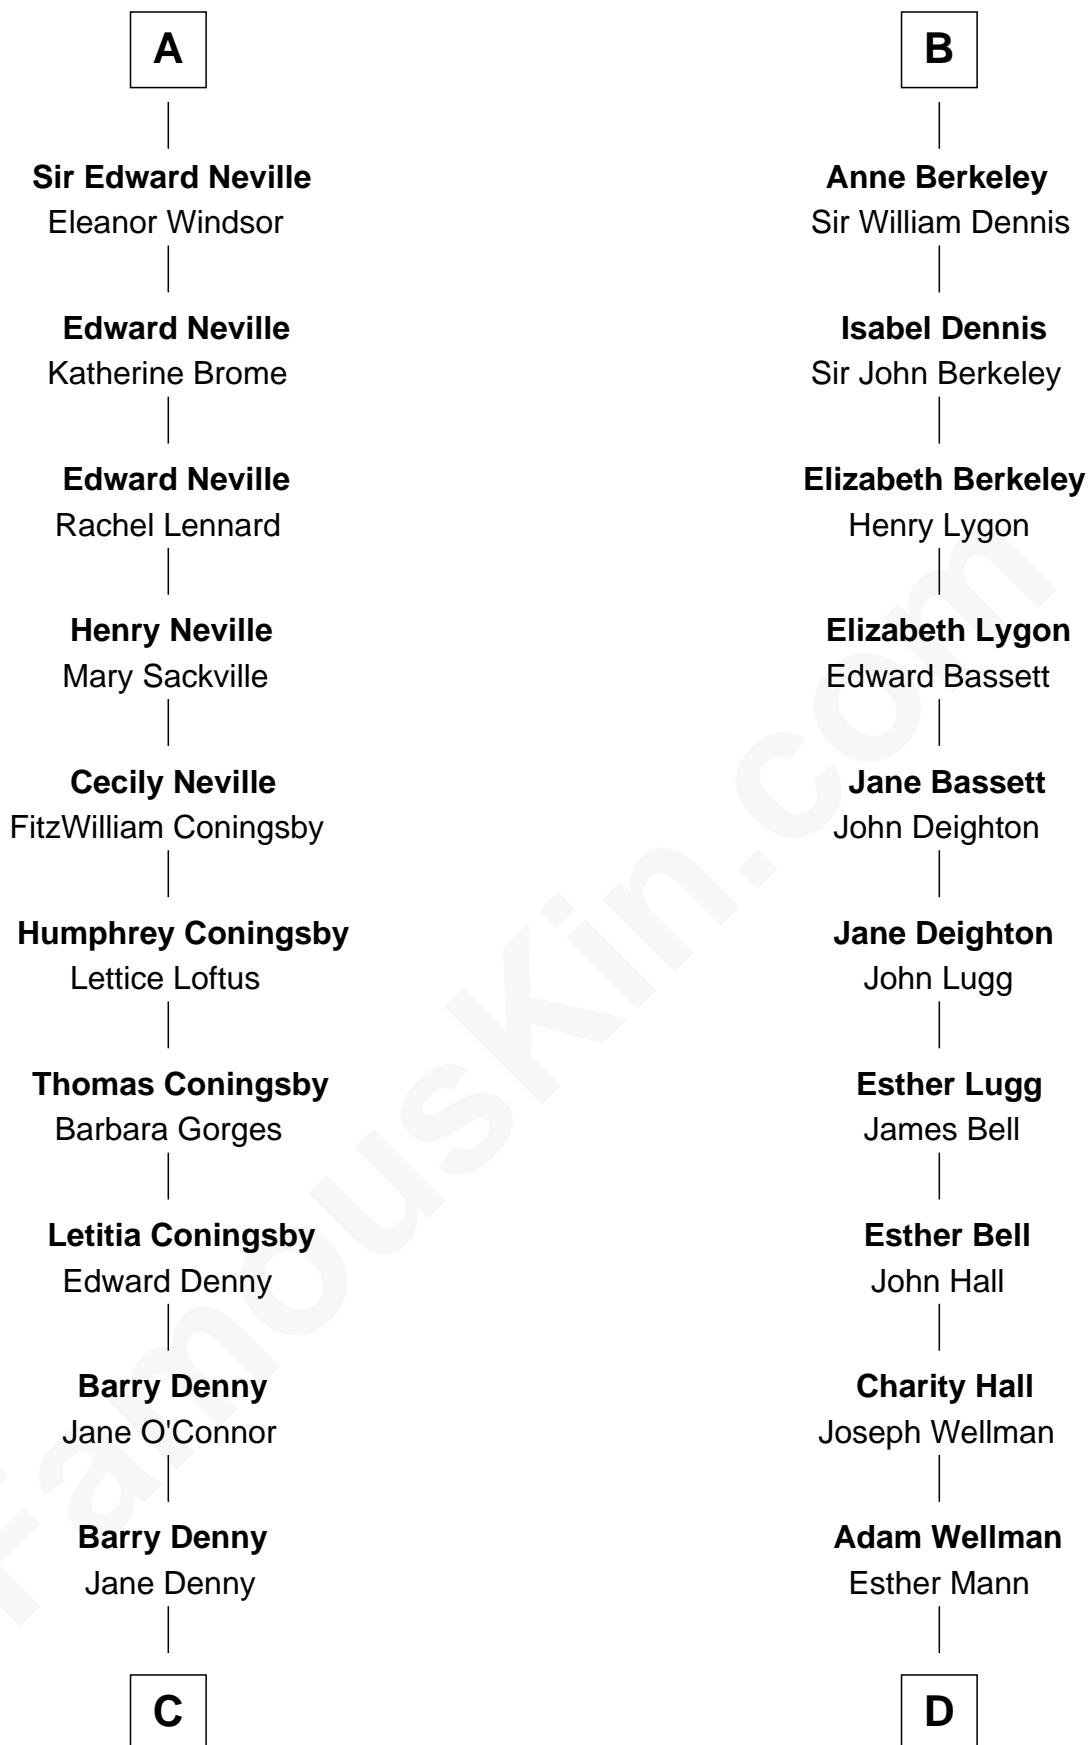 A
Sir Edward Neville
Eleanor Windsor
Edward Neville
Katherine Brome
Edward Neville
Rachel Lennard
Henry Neville
Mary Sackville
Cecily Neville
FitzWilliam Coningsby
Humphrey Coningsby
Lettice Loftus
Thomas Coningsby
Barbara Gorges
Letitia Coningsby
Edward Denny
Barry Denny
Jane O'Connor
Barry Denny
Jane Denny
C
B
Anne Berkeley
Sir William Dennis
Isabel Dennis
Sir John Berkeley
Elizabeth Berkeley
Henry Lygon
Elizabeth Lygon
Edward Bassett
Jane Bassett
John Deighton
Jane Deighton
John Lugg
Esther Lugg
James Bell
Esther Bell
John Hall
Charity Hall
Joseph Wellman
Adam Wellman
Esther Mann
D
FamousKin.com